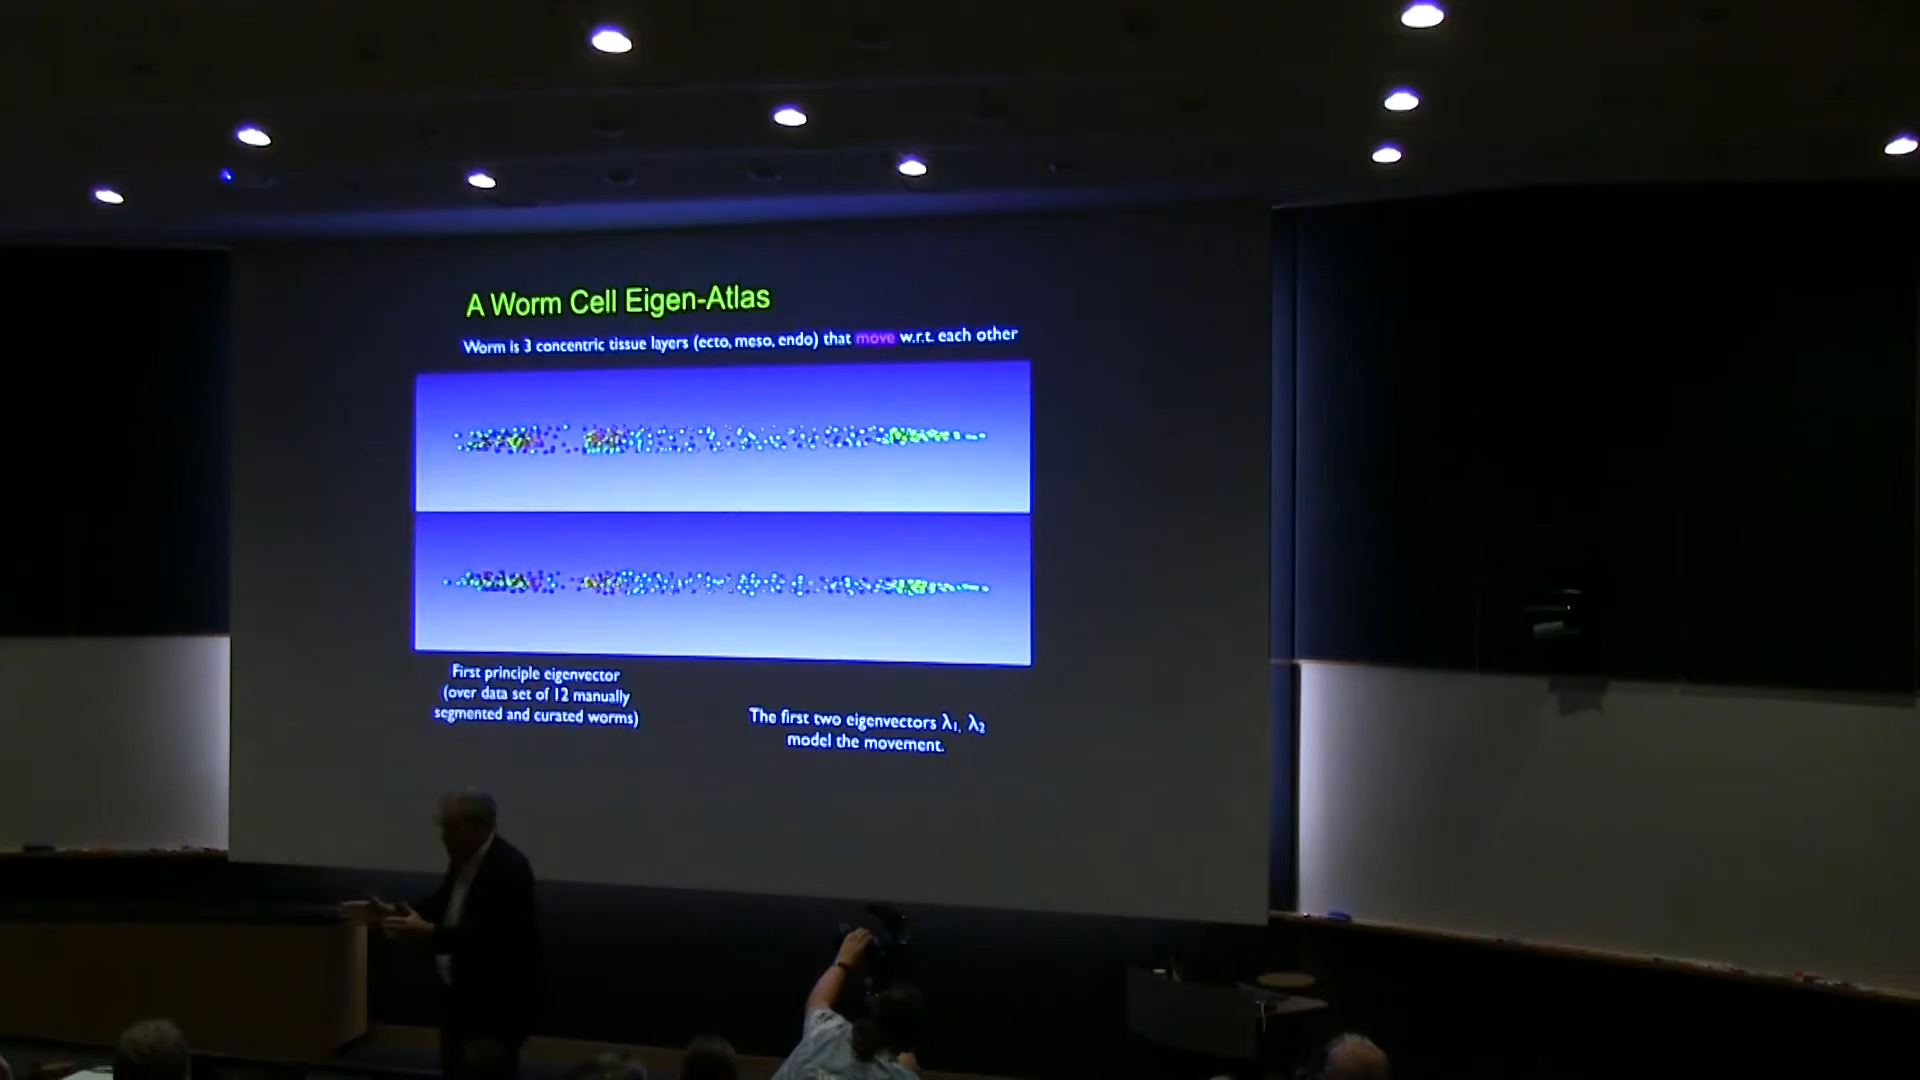 A Worm Cell Eigen-Atlas
Worm is 3 concentric tissue layers (ecto, meso, endo) that move w.r.t. each other
First principle eigenvector
(over data set of 12 manually
segmented and curated worms)
The first two eigenvectors λ₁, λ₂
model the movement.